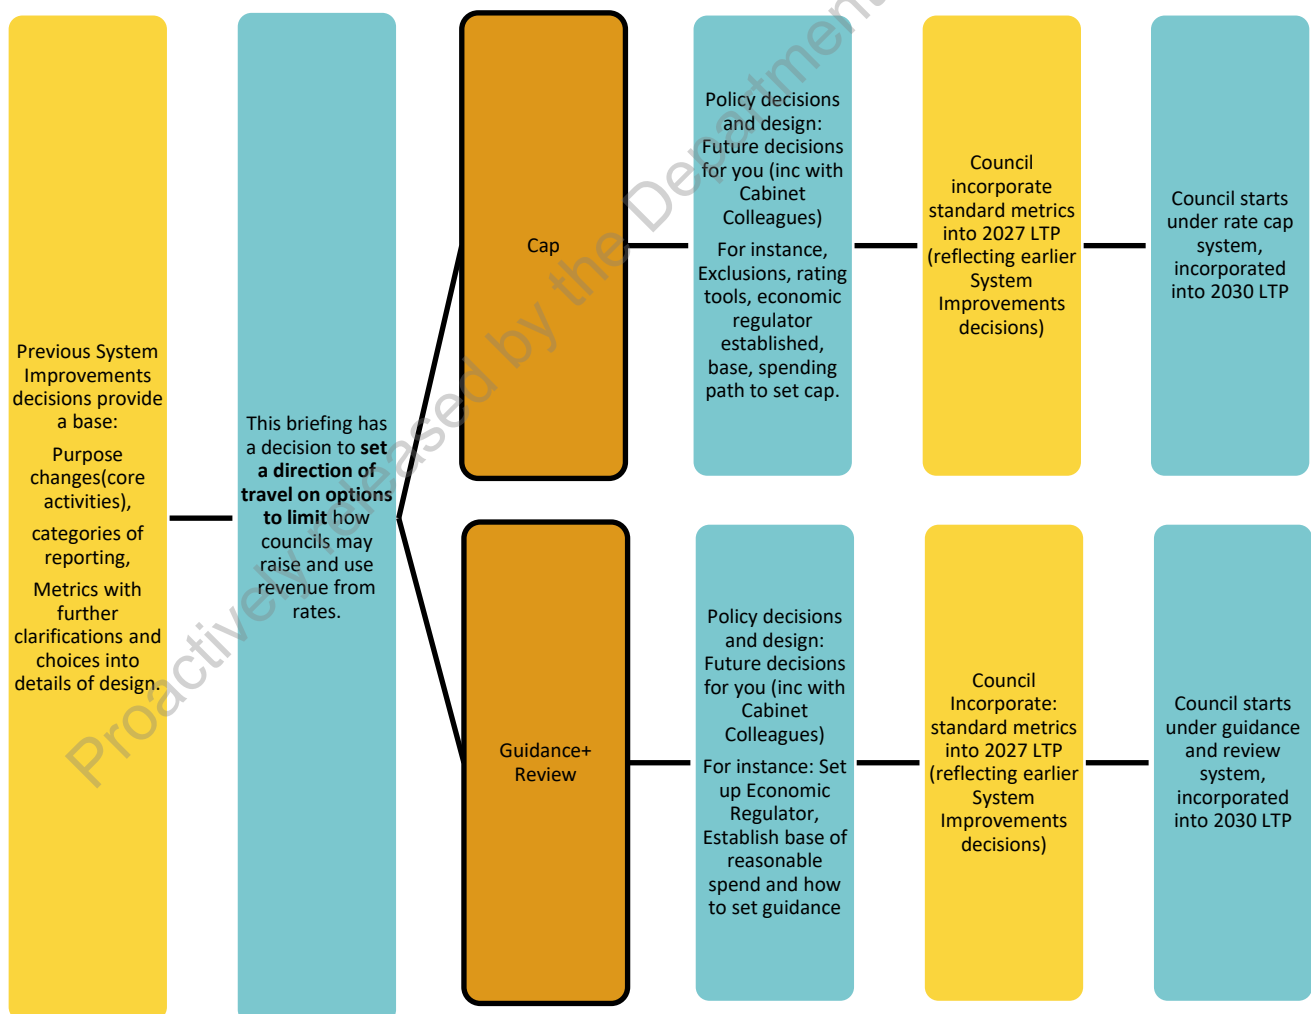 Previous System
Improvements
decisions provide
a base:
Purpose
changes(core
activities),
categories of
reporting,
Metrics with
further
clarifications and
choices into
details of design.
This briefing has
a decision to set
a direction of
travel on options
to limit how
councils may
raise and use
revenue from
rates.
Cap
Policy decisions
and design:
Future decisions
for you (inc with
Cabinet
Colleagues)
For instance,
Exclusions, rating
tools, economic
regulator
established,
base, spending
path to set cap.
Council
incorporate
standard metrics
into 2027 LTP
(reflecting earlier
System
Improvements
decisions)
Council starts
under rate cap
system,
incorporated
into 2030 LTP
Guidance+
Review
Policy decisions
and design:
Future decisions
for you (inc with
Cabinet
Colleagues)
For instance: Set
up Economic
Regulator,
Establish base of
reasonable
spend and how
to set guidance
Council
Incorporate:
standard metrics
into 2027 LTP
(reflecting earlier
System
Improvements
decisions)
Council starts
under guidance
and review
system,
incorporated
into 2030 LTP
Proactively released by the Department